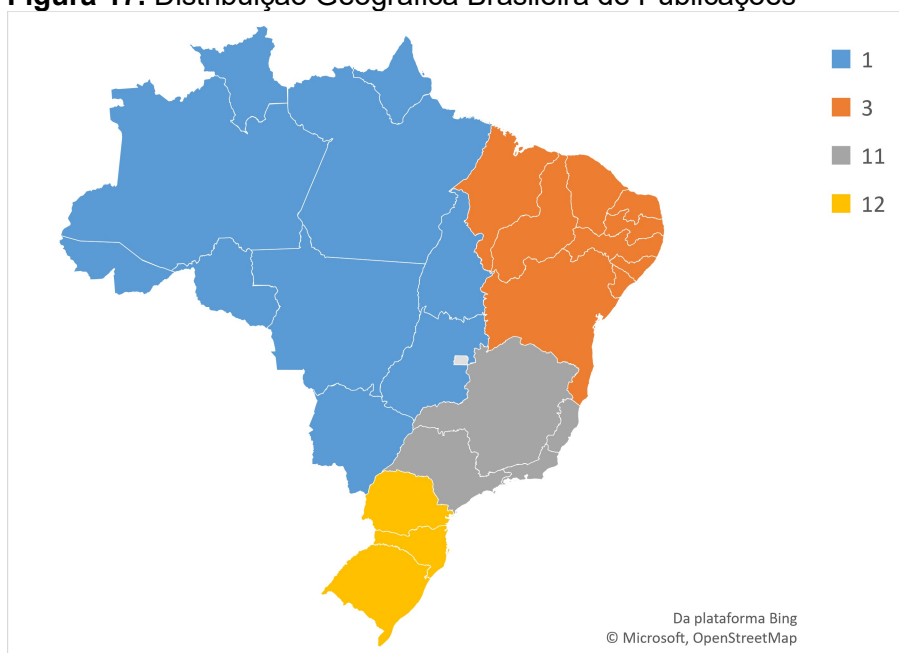 Figura 17: Distribuição Geográfica Brasileira de Publicações
1
3
11
12
Da plataforma Bing
© Microsoft, OpenStreetMap